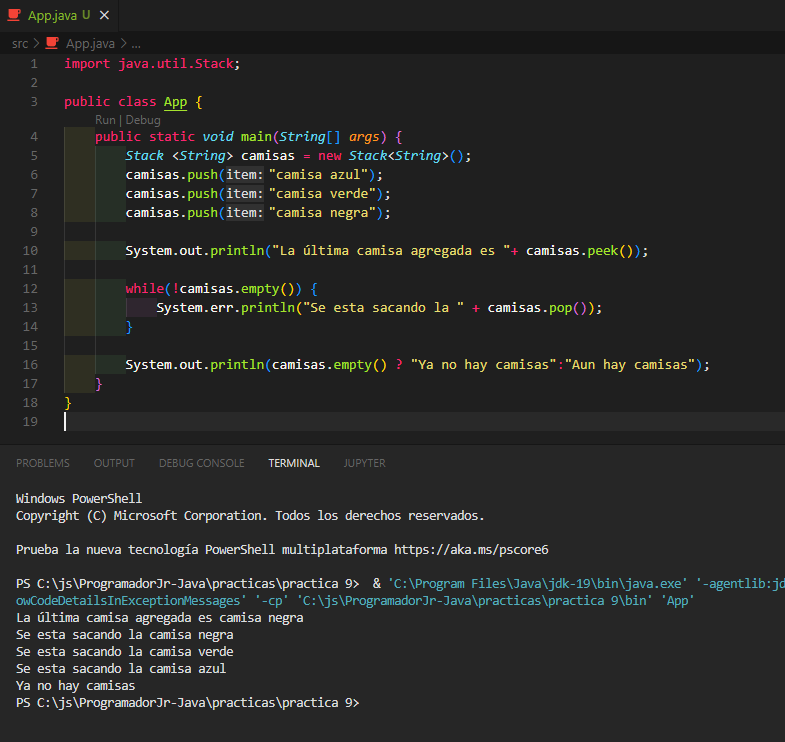 App.java U
src > App.java > ...
1 import java.util.Stack;
2
3 public class App {
Run | Debug
4 public static void main(String[] args) {
5 Stack <String> camisas = new Stack<String>();
6 camisas.push(item: "camisa azul");
7 camisas.push(item: "camisa verde");
8 camisas.push(item: "camisa negra");
9
10 System.out.println("La última camisa agregada es "+ camisas.peek());
11
12 while(!camisas.empty()) {
13 System.err.println("Se esta sacando la " + camisas.pop());
14 }
15
16 System.out.println(camisas.empty() ? "Ya no hay camisas":"Aun hay camisas");
17 }
18 }
19
PROBLEMS OUTPUT DEBUG CONSOLE TERMINAL JUPYTER
Windows PowerShell
Copyright (C) Microsoft Corporation. Todos los derechos reservados.
Prueba la nueva tecnología PowerShell multiplataforma https://aka.ms/pscore6
PS C:\js\ProgramadorJr-Java\practicas\practica 9> & 'C:\Program Files\Java\jdk-19\bin\java.exe' '-agentlib:jd
owCodeDetailsInExceptionMessages' '-cp' 'C:\js\ProgramadorJr-Java\practicas\practica 9\bin' 'App'
La última camisa agregada es camisa negra
Se esta sacando la camisa negra
Se esta sacando la camisa verde
Se esta sacando la camisa azul
Ya no hay camisas
PS C:\js\ProgramadorJr-Java\practicas\practica 9>